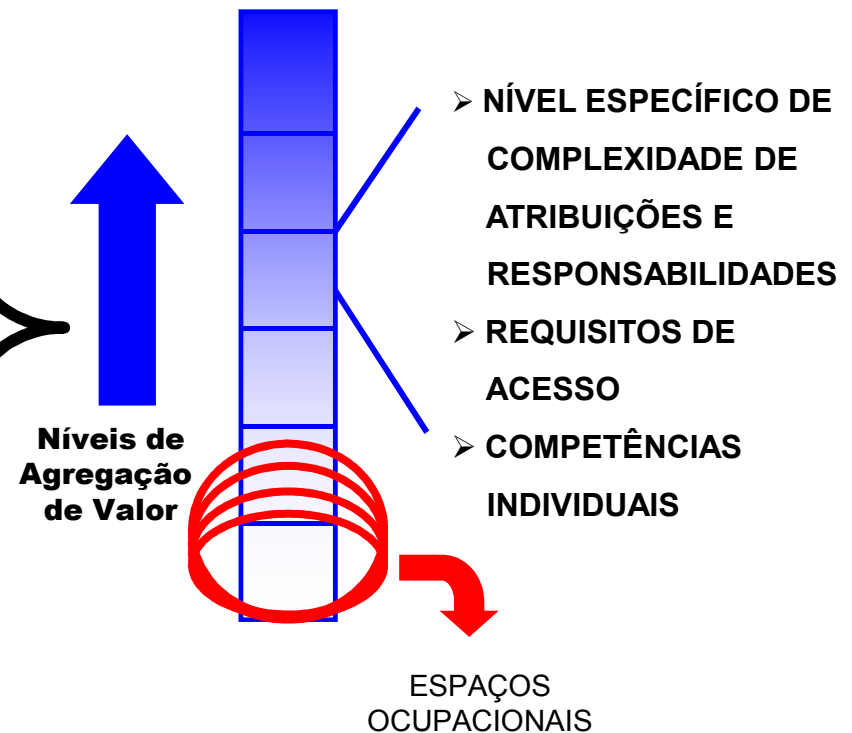 ➢ NÍVEL ESPECÍFICO DE
COMPLEXIDADE DE
ATRIBUIÇÕES E
RESPONSABILIDADES
➢ REQUISITOS DE
ACESSO
➢ COMPETÊNCIAS
INDIVIDUAIS
Níveis de
Agregação
de Valor
ESPAÇOS
OCUPACIONAIS